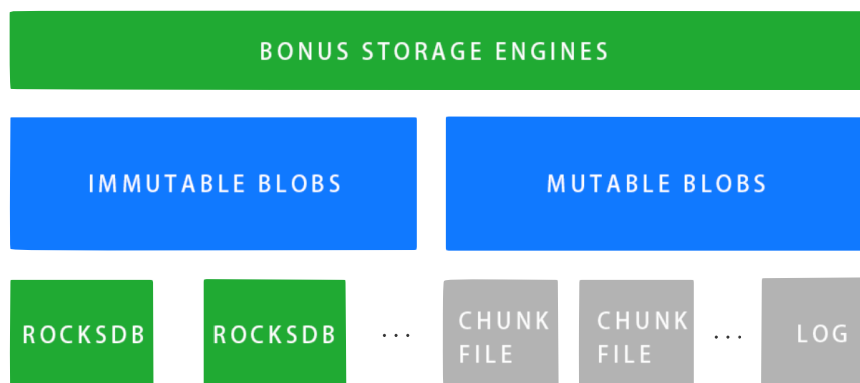 BONUS STORAGE ENGINES
IMMUTABLE BLOBS
MUTABLE BLOBS
ROCKSDB
ROCKSDB
...
CHUNK
FILE
CHUNK
FILE
...
LOG